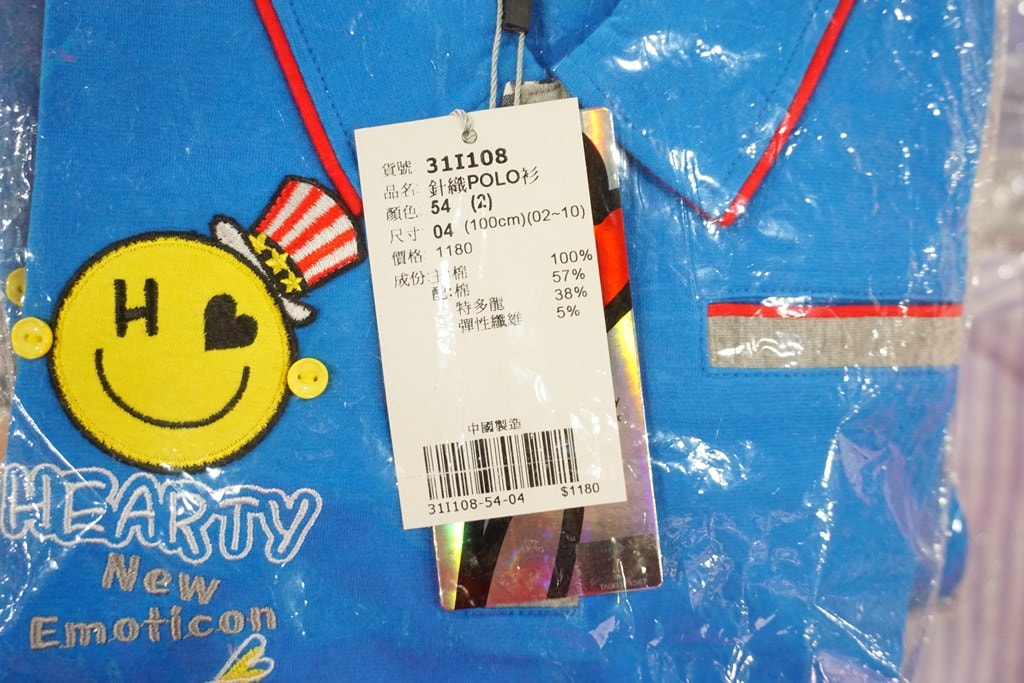 貨號 31I108
品名: 針織POLO衫
顏色: 54 (2)
尺寸: 04 (100cm)(02~10)
價格: 1180
成份:主:棉 100%
配:棉 57%
特多龍 38%
彈性纖維 5%
中國製造
31I108-54-04 $1180
H
HEARTY
New
Emoticon